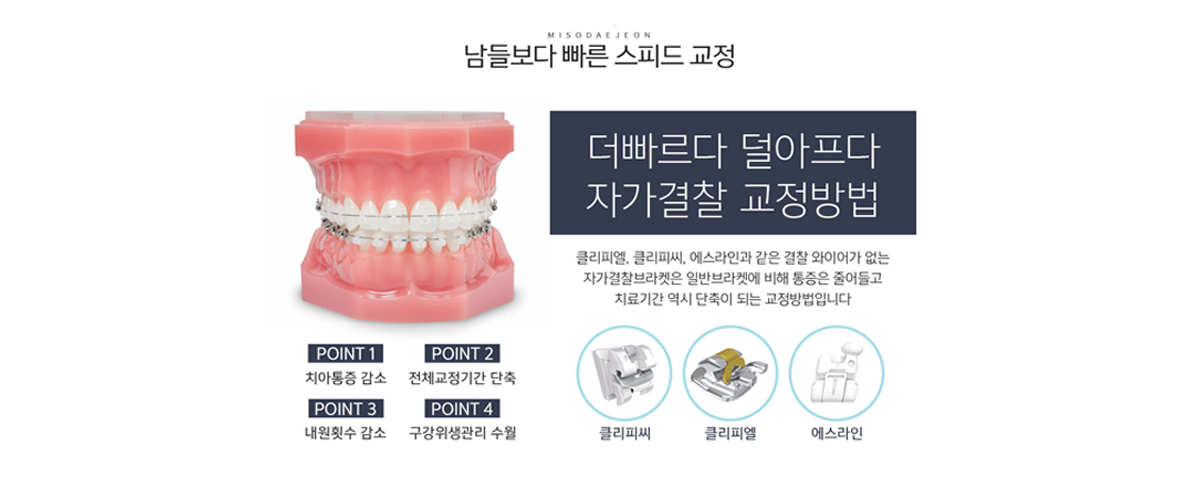 MISODAEJEON
남들보다 빠른 스피드 교정
더빠르다 덜아프다
자가결찰 교정방법
클리피엘, 클리피씨, 에스라인과 같은 결찰 와이어가 없는
자가결찰브라켓은 일반브라켓에 비해 통증은 줄어들고
치료기간 역시 단축이 되는 교정방법입니다
POINT 1
치아통증 감소
POINT 2
전체교정기간 단축
POINT 3
내원횟수 감소
POINT 4
구강위생관리 수월
클리피씨
클리피엘
에스라인